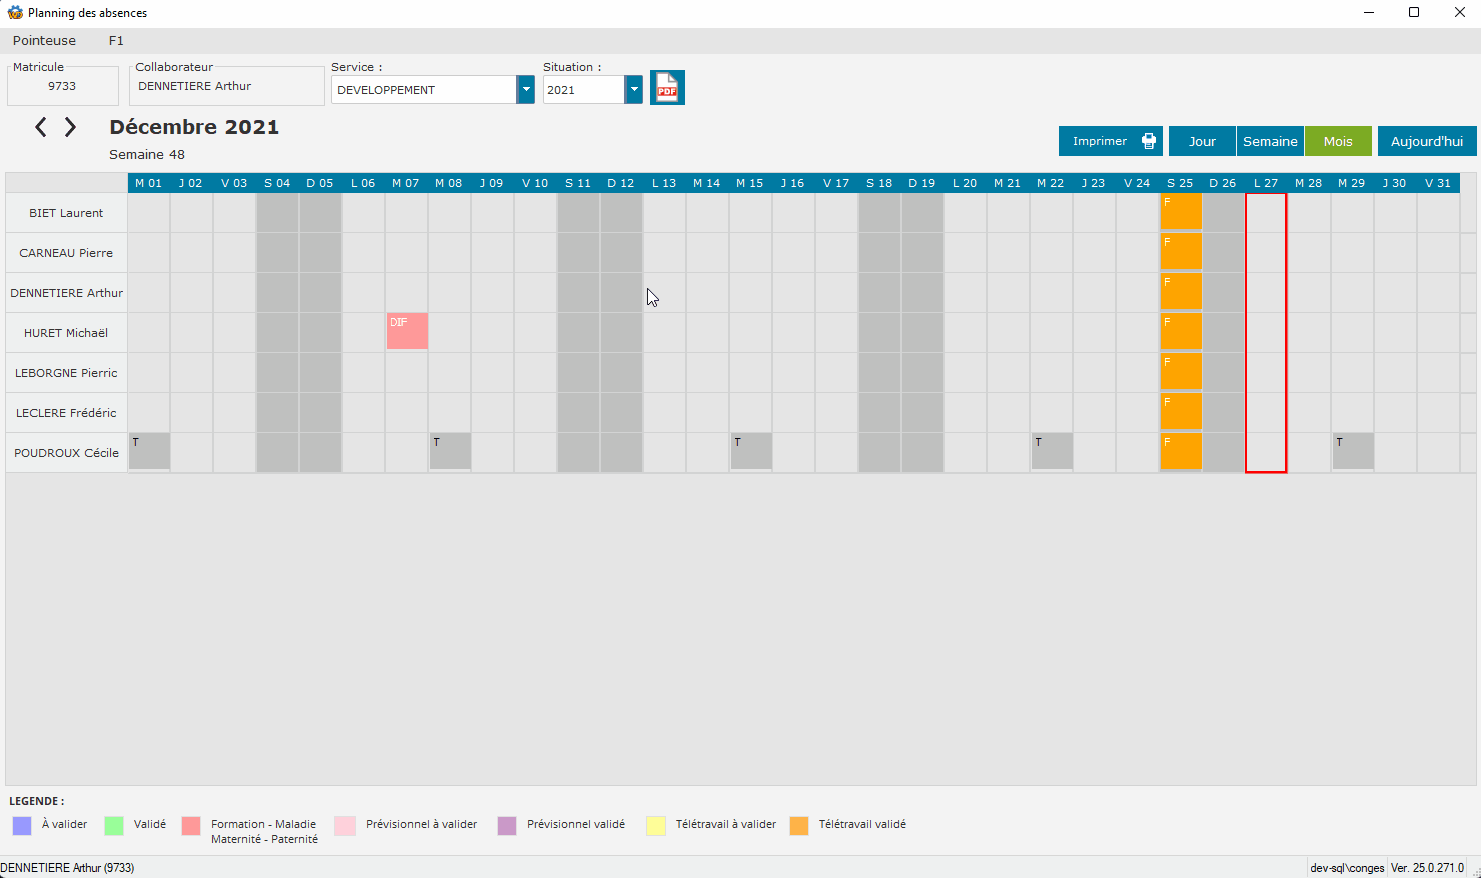 Planning des absences
Pointeuse F1
Matricule Collaborateur Service : Situation :
9733 DENNETIERE Arthur DEVELOPPEMENT 2021 PDF
Décembre 2021
Semaine 48
Imprimer Jour Semaine Mois Aujourd'hui
M 01 J 02 V 03 S 04 D 05 L 06 M 07 M 08 J 09 V 10 S 11 D 12 L 13 M 14 M 15 J 16 V 17 S 18 D 19 L 20 M 21 M 22 J 23 V 24 S 25 D 26 L 27 M 28 M 29 J 30 V 31
BIET Laurent F
CARNEAU Pierre F
DENNETIERE Arthur F
HURET Michaël DIF F
LEBORGNE Pierric F
LECLERE Frédéric F
POUDROUX Cécile T T T T F T
LEGENDE :
À valider Validé Formation - Maladie Prévisionnel à valider Prévisionnel validé Télétravail à valider Télétravail validé
Maternité - Paternité
DENNETIERE Arthur (9733) dev-sql\conges Ver. 25.0.271.0